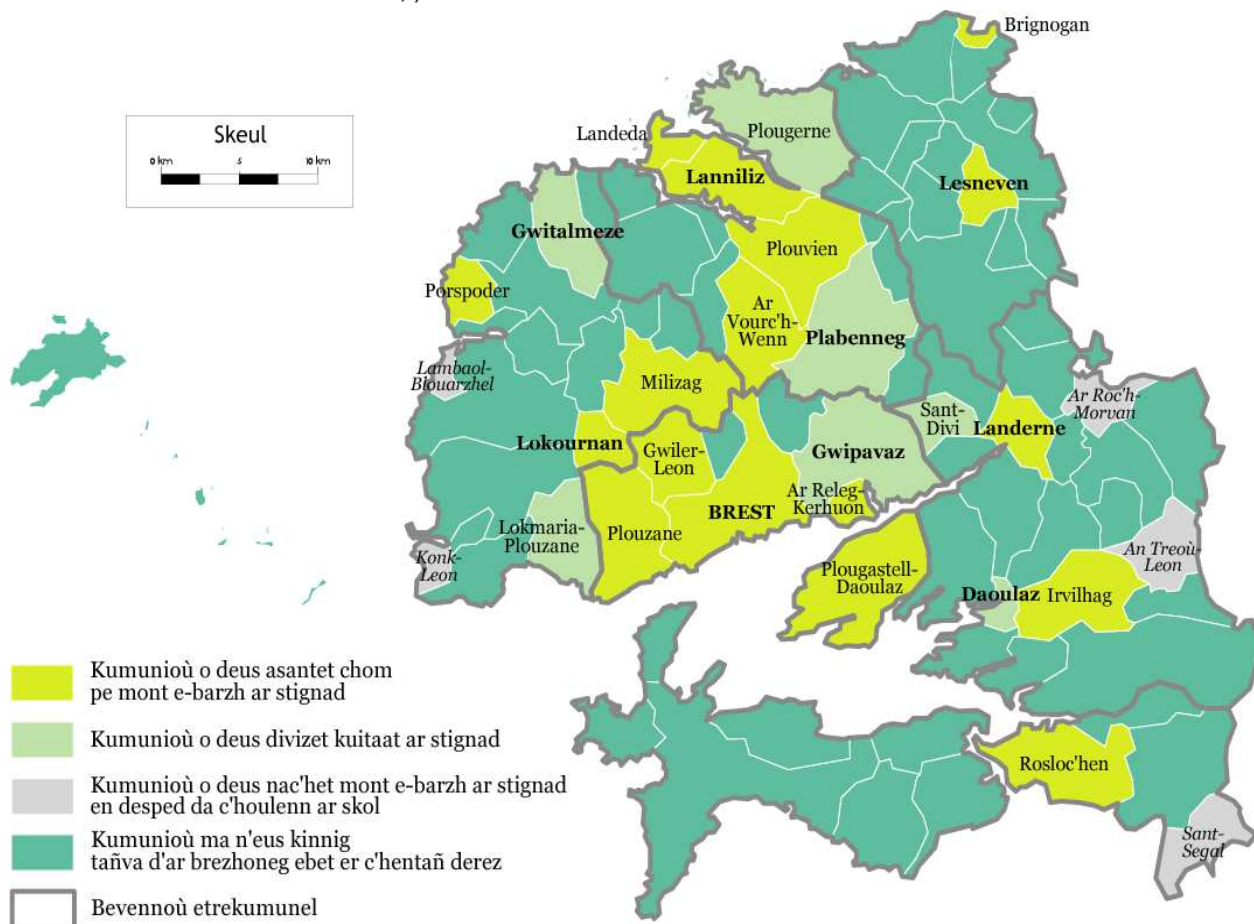 Brignogan
Skeul
0 km 5 10 km
Landeda
Plougerne
Lanniliz
Lesneven
Gwitalmeze
Plouvien
Porspoder
Ar
Vourc'h-
Wenn
Plabenneg
Lambaol-
Blouarzhel
Milizag
Ar Roc'h-
Morvan
Sant-
Divi
Landerne
Lokournan
Gwiler-
Leon
Gwipavaz
Ar Releg-
Kerhuon
BREST
Lokmaria-
Plouzane
Plouzane
Konk-
Leon
An Treoù-
Leon
Plougastell-
Daoulaz
Daoulaz
Irvilhag
Rosloc'hen
Sant-
Segal
Kumunioù o deus asantet chom
pe mont e-barzh ar stignad
Kumunioù o deus divizet kuitaat ar stignad
Kumunioù o deus nac'het mont e-barzh ar stignad
en desped da c'houlenn ar skol
Kumunioù ma n'eus kinnig
tañva d'ar brezhoneg ebet er c'hentañ derez
Bevennoù etrekumunel